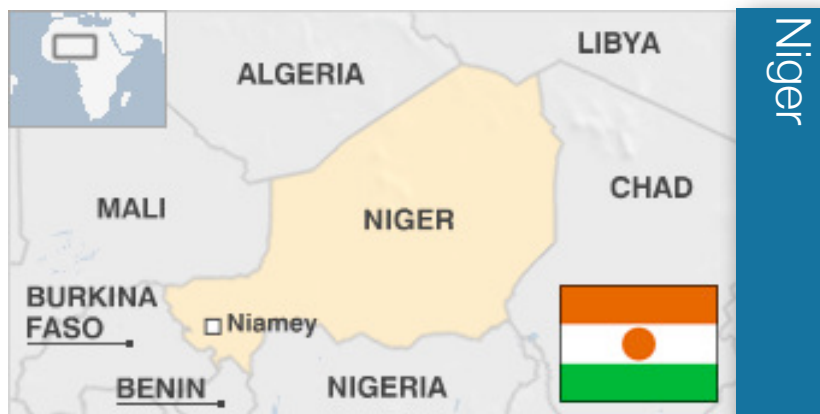 LIBYA
ALGERIA
CHAD
MALI
NIGER
BURKINA
FASO
Niamey
BENIN
NIGERIA
Niger